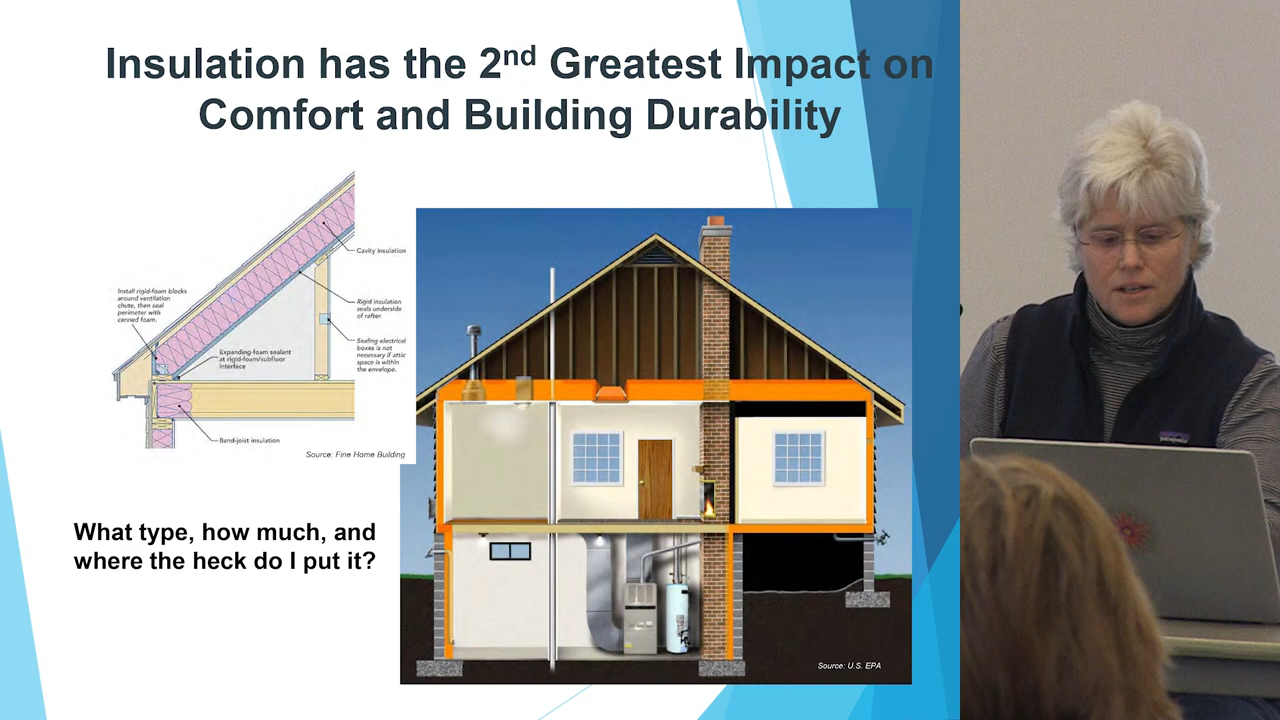 Insulation has the 2nd Greatest Impact on
Comfort and Building Durability
Cavity insulation
Install rigid-foam blocks
around ventilation
chute, then seal
perimeter with
canned foam.
Rigid insulation
seals underside
of rafter.
Sealing electrical
boxes is not
necessary if attic
space is within
the envelope.
Expanding-foam sealant
at rigid-foam/subfloor
interface
Band-joist insulation
Source: Fine Home Building
What type, how much, and
where the heck do I put it?
Source: U.S. EPA
patagonia